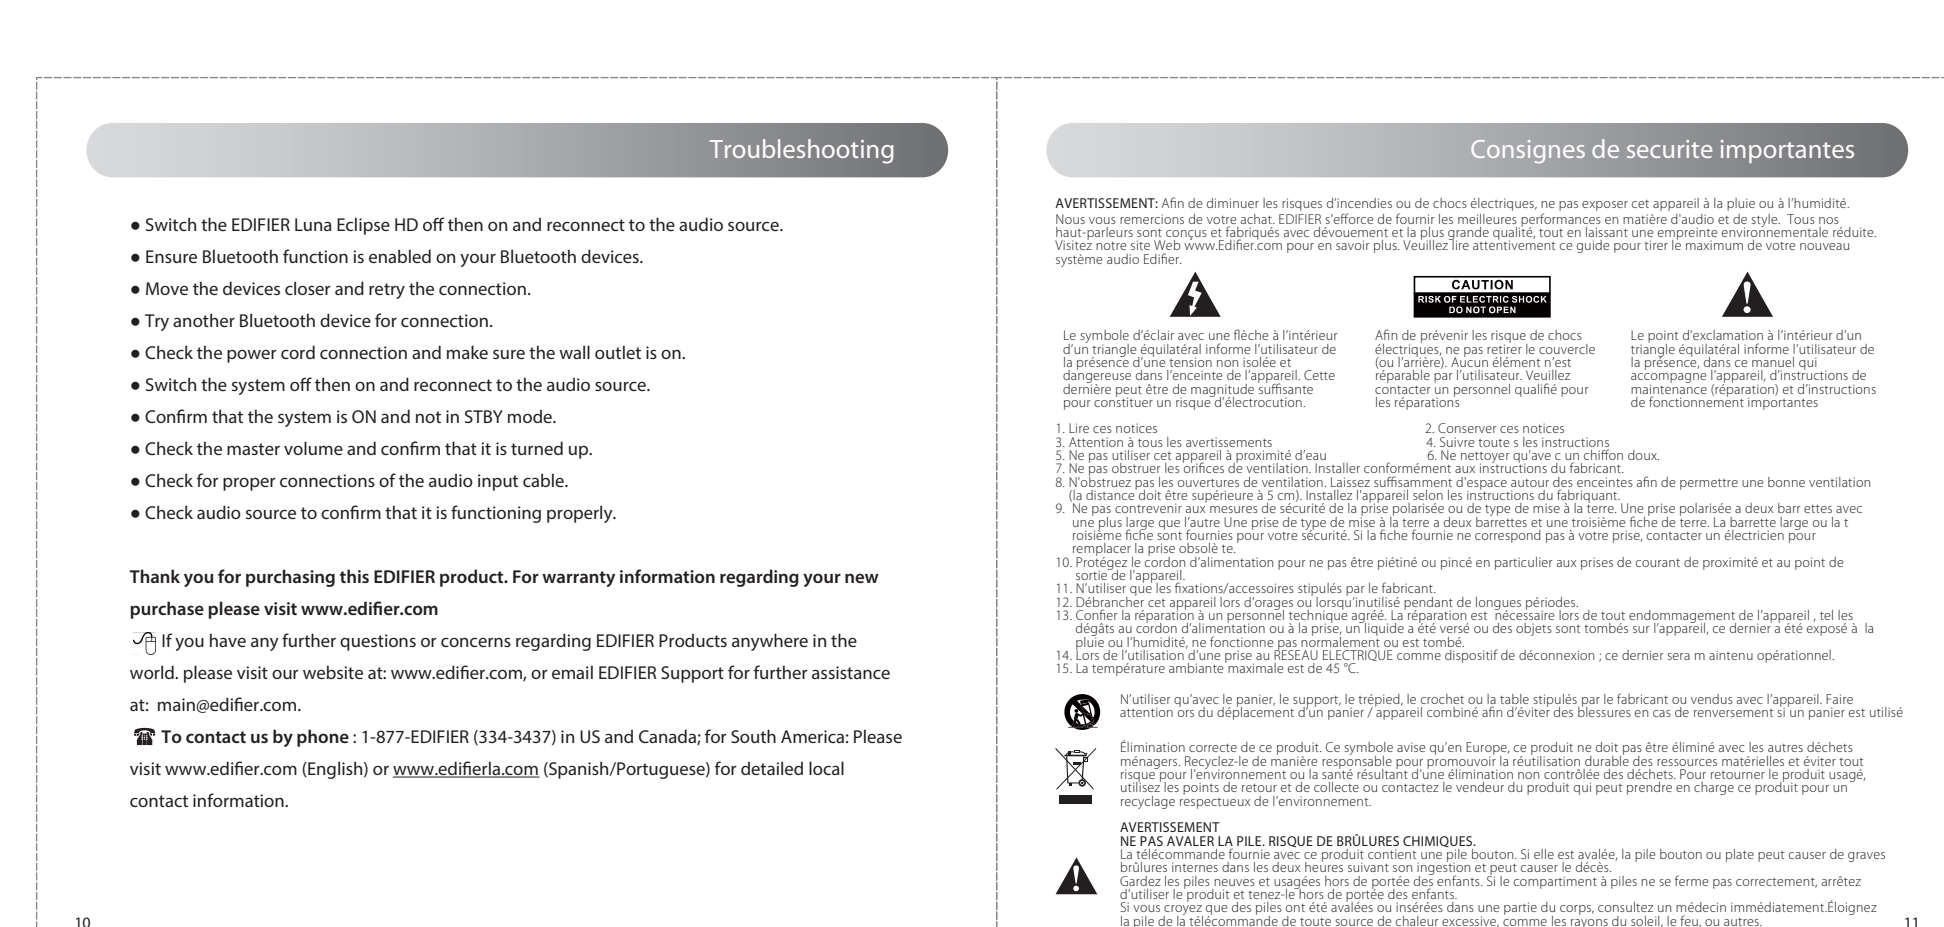 Troubleshooting
● Switch the EDIFIER Luna Eclipse HD off then on and reconnect to the audio source.
● Ensure Bluetooth function is enabled on your Bluetooth devices.
● Move the devices closer and retry the connection.
● Try another Bluetooth device for connection.
● Check the power cord connection and make sure the wall outlet is on.
● Switch the system off then on and reconnect to the audio source.
● Confirm that the system is ON and not in STBY mode.
● Check the master volume and confirm that it is turned up.
● Check for proper connections of the audio input cable.
● Check audio source to confirm that it is functioning properly.
Thank you for purchasing this EDIFIER product. For warranty information regarding your new
purchase please visit www.edifier.com
If you have any further questions or concerns regarding EDIFIER Products anywhere in the
world. please visit our website at: www.edifier.com, or email EDIFIER Support for further assistance
at: main@edifier.com.
☎ To contact us by phone : 1-877-EDIFIER (334-3437) in US and Canada; for South America: Please
visit www.edifier.com (English) or www.edifierla.com (Spanish/Portuguese) for detailed local
contact information.
10
Consignes de securite importantes
AVERTISSEMENT: Afin de diminuer les risques d’incendies ou de chocs électriques, ne pas exposer cet appareil à la pluie ou à l’humidité.
Nous vous remercions de votre achat. EDIFIER s'efforce de fournir les meilleures performances en matière d'audio et de style. Tous nos
haut-parleurs sont conçus et fabriqués avec dévouement et la plus grande qualité, tout en laissant une empreinte environnementale réduite.
Visitez notre site Web www.Edifier.com pour en savoir plus. Veuillez lire attentivement ce guide pour tirer le maximum de votre nouveau
système audio Edifier.
CAUTION
RISK OF ELECTRIC SHOCK
DO NOT OPEN
Le symbole d’éclair avec une flèche à l’intérieur
d’un triangle équilatéral informe l’utilisateur de
la présence d’une tension non isolée et
dangereuse dans l’enceinte de l’appareil. Cette
dernière peut être de magnitude suffisante
pour constituer un risque d’électrocution.
Afin de prévenir les risque de chocs
électriques, ne pas retirer le couvercle
(ou l’arrière). Aucun élément n’est
réparable par l’utilisateur. Veuillez
contacter un personnel qualifié pour
les réparations
Le point d’exclamation à l’intérieur d’un
triangle équilatéral informe l’utilisateur de
la présence, dans ce manuel qui
accompagne l’appareil, d’instructions de
maintenance (réparation) et d’instructions
de fonctionnement importantes
1. Lire ces notices 2. Conserver ces notices
3. Attention à tous les avertissements 4. Suivre toute s les instructions
5. Ne pas utiliser cet appareil à proximité d’eau 6. Ne nettoyer qu’ave c un chiffon doux.
7. Ne pas obstruer les orifices de ventilation. Installer conformément aux instructions du fabricant.
8. N'obstruez pas les ouvertures de ventilation. Laissez suffisamment d'espace autour des enceintes afin de permettre une bonne ventilation
(la distance doit être supérieure à 5 cm). Installez l'appareil selon les instructions du fabriquant.
9. Ne pas contrevenir aux mesures de sécurité de la prise polarisée ou de type de mise à la terre. Une prise polarisée a deux barr ettes avec
une plus large que l’autre Une prise de type de mise à la terre a deux barrettes et une troisième fiche de terre. La barrette large ou la t
roisième fiche sont fournies pour votre sécurité. Si la fiche fournie ne correspond pas à votre prise, contacter un électricien pour
remplacer la prise obsolè te.
10. Protégez le cordon d’alimentation pour ne pas être piétiné ou pincé en particulier aux prises de courant de proximité et au point de
sortie de l'appareil.
11. N’utiliser que les fixations/accessoires stipulés par le fabricant.
12. Débrancher cet appareil lors d’orages ou lorsqu’inutilisé pendant de longues périodes.
13. Confier la réparation à un personnel technique agréé. La réparation est nécessaire lors de tout endommagement de l’appareil , tel les
dégâts au cordon d’alimentation ou à la prise, un liquide a été versé ou des objets sont tombés sur l’appareil, ce dernier a été exposé à la
pluie ou l’humidité, ne fonctionne pas normalement ou est tombé.
14. Lors de l’utilisation d’une prise au RESEAU ELECTRIQUE comme dispositif de déconnexion ; ce dernier sera m aintenu opérationnel.
15. La température ambiante maximale est de 45 °C.
N’utiliser qu’avec le panier, le support, le trépied, le crochet ou la table stipulés par le fabricant ou vendus avec l’appareil. Faire
attention ors du déplacement d’un panier / appareil combiné afin d’éviter des blessures en cas de renversement si un panier est utilisé
Élimination correcte de ce produit. Ce symbole avise qu’en Europe, ce produit ne doit pas être éliminé avec les autres déchets
ménagers. Recyclez-le de manière responsable pour promouvoir la réutilisation durable des ressources matérielles et éviter tout
risque pour l’environnement ou la santé résultant d’une élimination non contrôlée des déchets. Pour retourner le produit usagé,
utilisez les points de retour et de collecte ou contactez le vendeur du produit qui peut prendre en charge ce produit pour un
recyclage respectueux de l’environnement.
AVERTISSEMENT
NE PAS AVALER LA PILE. RISQUE DE BRÛLURES CHIMIQUES.
La télécommande fournie avec ce produit contient une pile bouton. Si elle est avalée, la pile bouton ou plate peut causer de graves
brûlures internes dans les deux heures suivant son ingestion et peut causer le décès.
Gardez les piles neuves et usagées hors de portée des enfants. Si le compartiment à piles ne se ferme pas correctement, arrêtez
d'utiliser le produit et tenez-le hors de portée des enfants.
Si vous croyez que des piles ont été avalées ou insérées dans une partie du corps, consultez un médecin immédiatement.Éloignez
la pile de la télécommande de toute source de chaleur excessive, comme les rayons du soleil, le feu, ou autres.
11